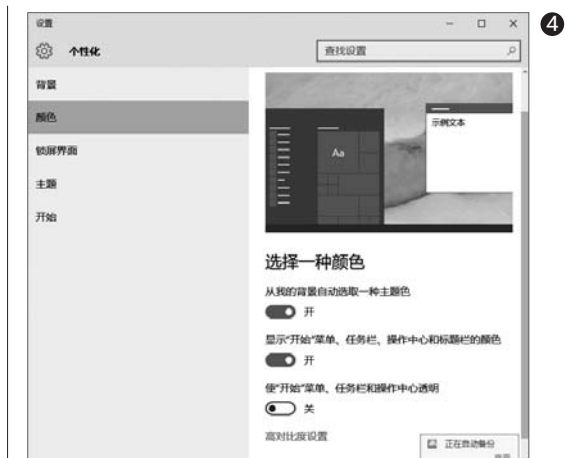 设置
❹
个性化
查找设置
背景
颜色
锁屏界面
主题
开始
示例文本
Aa
选择一种颜色
从我的背景自动选取一种主题色
开
显示“开始”菜单、任务栏、操作中心和标题栏的颜色
开
使“开始”菜单、任务栏和操作中心透明
关
高对比度设置
正在自动备份